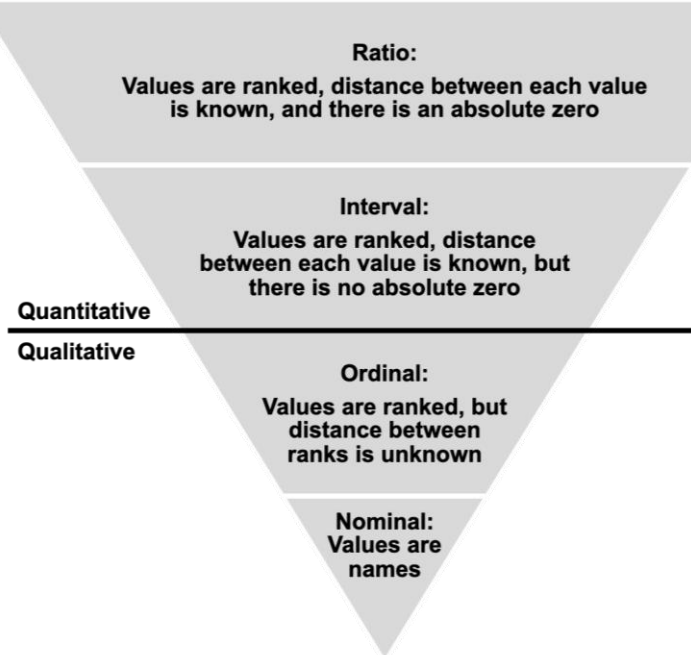 Ratio:
Values are ranked, distance between each value
is known, and there is an absolute zero
Interval:
Values are ranked, distance
between each value is known, but
there is no absolute zero
Quantitative
Qualitative
Ordinal:
Values are ranked, but
distance between
ranks is unknown
Nominal:
Values are
names